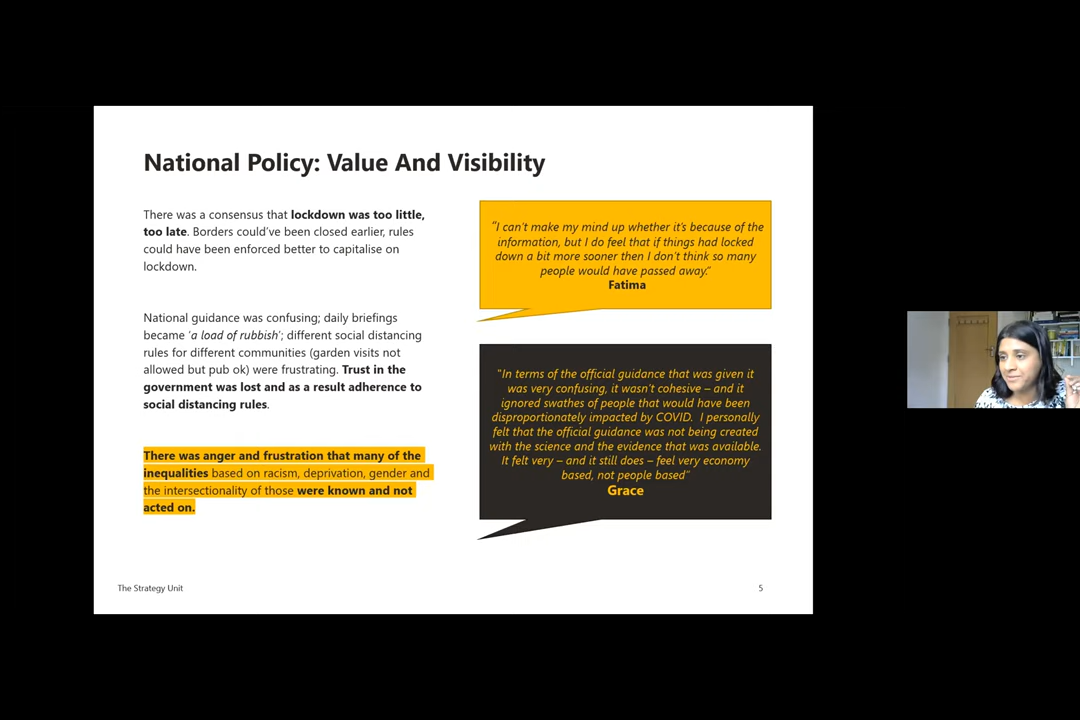 National Policy: Value And Visibility
There was a consensus that lockdown was too little,
too late. Borders could’ve been closed earlier, rules
could have been enforced better to capitalise on
lockdown.
National guidance was confusing; daily briefings
became ‘a load of rubbish’; different social distancing
rules for different communities (garden visits not
allowed but pub ok) were frustrating. Trust in the
government was lost and as a result adherence to
social distancing rules.
There was anger and frustration that many of the
inequalities based on racism, deprivation, gender and
the intersectionality of those were known and not
acted on.
“I can’t make my mind up whether it’s because of the
information, but I do feel that if things had locked
down a bit more sooner then I don’t think so many
people would have passed away.”
Fatima
“In terms of the official guidance that was given it
was very confusing, it wasn’t cohesive – and it
ignored swathes of people that would have been
disproportionately impacted by COVID.  I personally
felt that the official guidance was not being created
with the science and the evidence that was available.
It felt very – and it still does – feel very economy
based, not people based”
Grace
The Strategy Unit
5